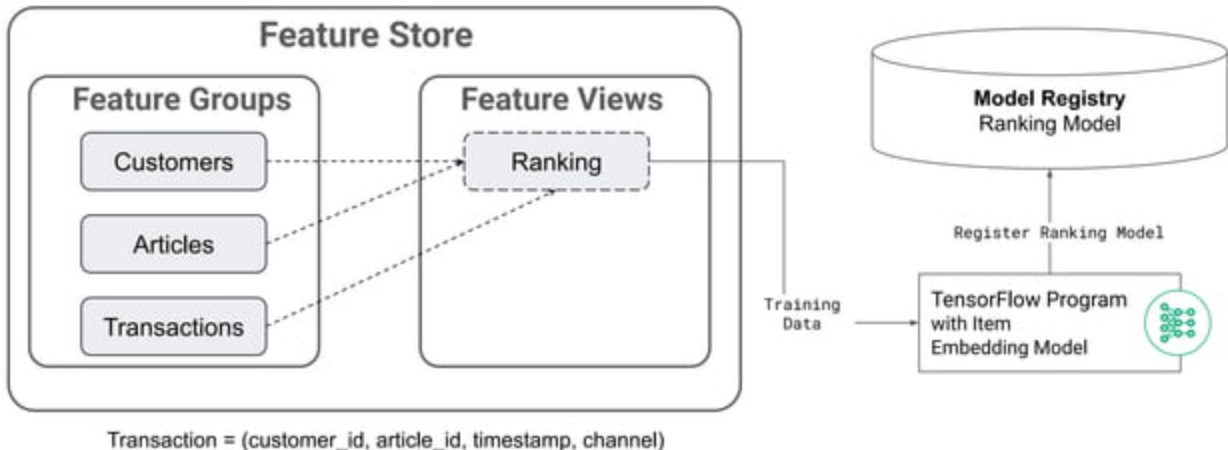 Feature Store
Feature Groups
Customers
Articles
Transactions
Feature Views
Ranking
Training
Data
Model Registry
Ranking Model
Register Ranking Model
TensorFlow Program
with Item
Embedding Model
Transaction = (customer_id, article_id, timestamp, channel)